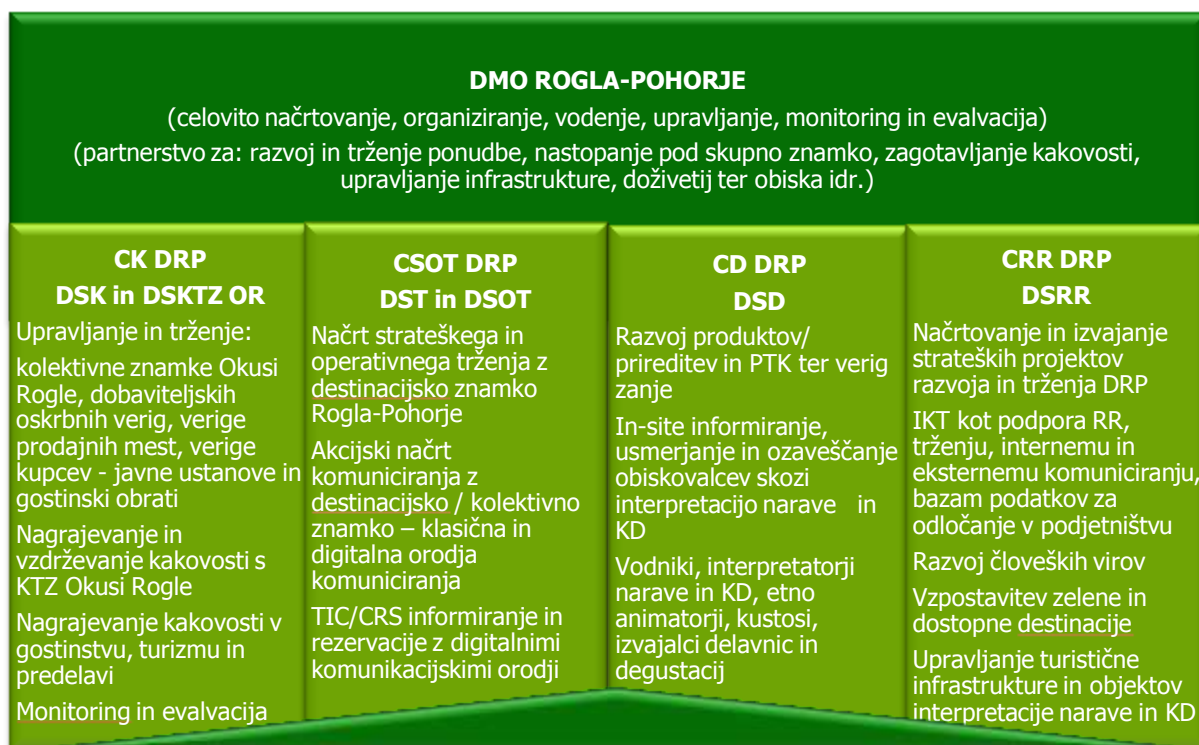 DMO ROGLA-POHORJE
(celovito načrtovanje, organiziranje, vodenje, upravljanje, monitoring in evalvacija)
(partnerstvo za: razvoj in trženje ponudbe, nastopanje pod skupno znamko, zagotavljanje kakovosti,
upravljanje infrastrukture, doživetij ter obiska idr.)
CK DRP
DSK in DSKTZ OR
Upravljanje in trženje:
kolektivne znamke Okusi
Rogle, dobaviteljskih
oskrbnih verig, verige
prodajnih mest, verige
kupcev - javne ustanove in
gostinski obrati
Nagrajevanje in
vzdrževanje kakovosti s
KTZ Okusi Rogle
Nagrajevanje kakovosti v
gostinstvu, turizmu in
predelavi
Monitoring in evalvacija
CSOT DRP
DST in DSOT
Načrt strateškega in
operativnega trženja z
destinacijsko znamko
Rogla-Pohorje
Akcijski načrt
komuniciranja z
destinacijsko / kolektivno
znamko – klasična in
digitalna orodja
komuniciranja
TIC/CRS informiranje in
rezervacije z digitalnimi
komunikacijskimi orodji
CD DRP
DSD
Razvoj produktov/
prireditev in PTK ter verig
zanje
In-site informiranje,
usmerjanje in ozaveščanje
obiskovalcev skozi
interpretacijo narave in
KD
Vodniki, interpretatorji
narave in KD, etno
animatorji, kustosi,
izvajalci delavnic in
degustacij
CRR DRP
DSRR
Načrtovanje in izvajanje
strateških projektov
razvoja in trženja DRP
IKT kot podpora RR,
trženju, internemu in
eksternemu komuniciranju,
bazam podatkov za
odločanje v podjetništvu
Razvoj človeških virov
Vzpostavitev zelene in
dostopne destinacije
Upravljanje turistične
infrastrukture in objektov
interpretacije narave in KD